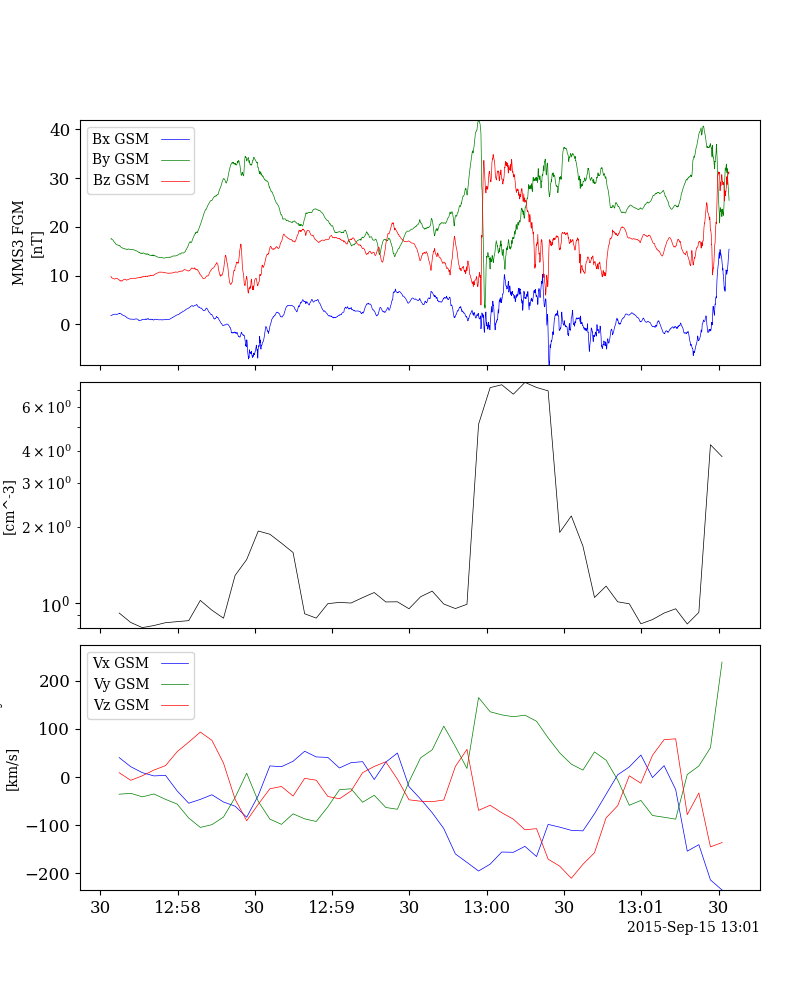 40
30
20
10
0
MMS3 FGM
[nT]
Bx GSM
By GSM
Bz GSM
6 × 10⁰
4 × 10⁰
3 × 10⁰
2 × 10⁰
10⁰
[cm^-3]
200
100
0
−100
−200
[km/s]
Vx GSM
Vy GSM
Vz GSM
30 12:58 30 12:59 30 13:00 30 13:01 30
2015-Sep-15 13:01